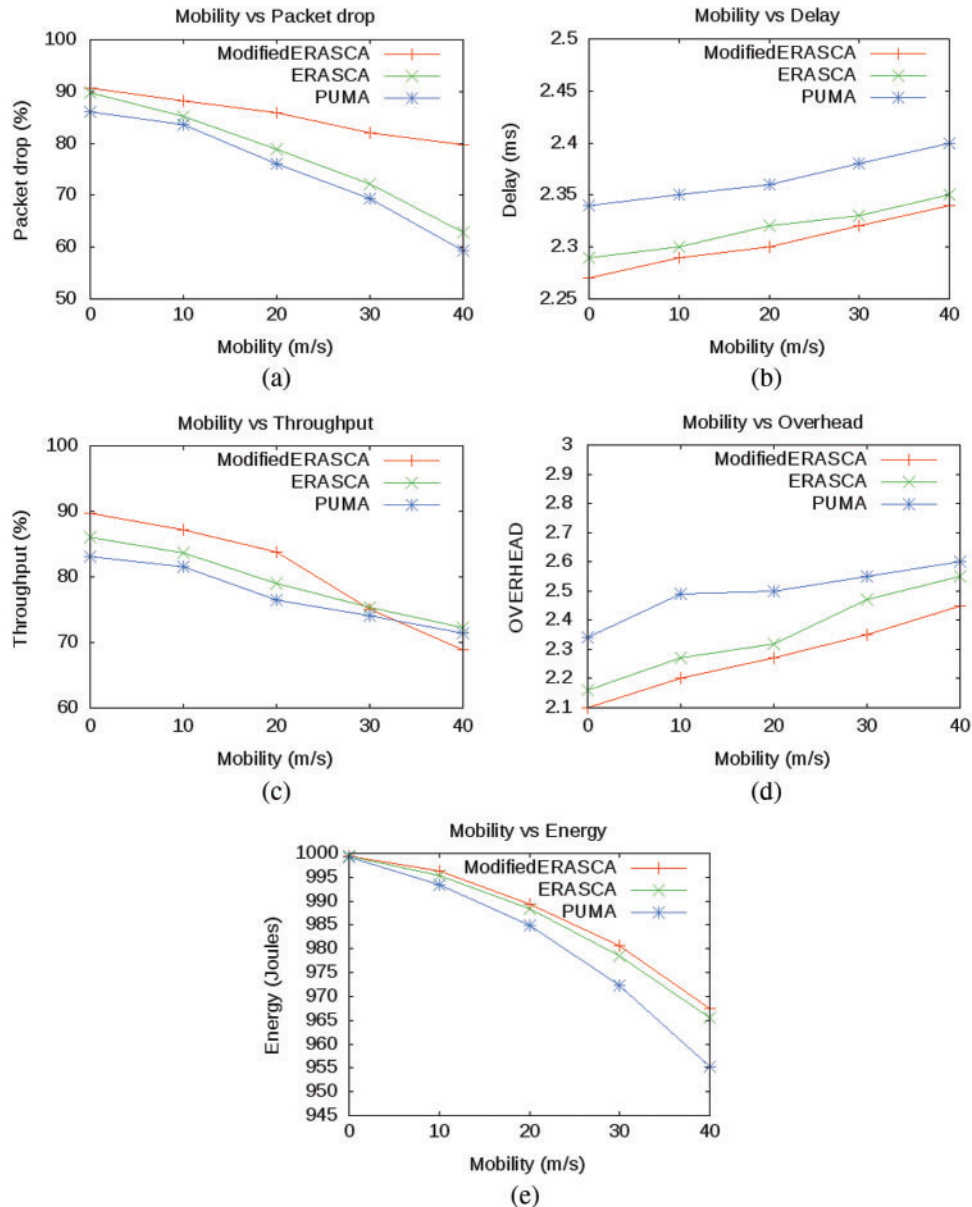 Mobility vs Packet drop
100
90
80
70
60
50
Packet drop (%)
ModifiedERASCA
ERASCA
PUMA
0 10 20 30 40
Mobility (m/s)
(a)
Mobility vs Delay
2.5
2.45
2.4
2.35
2.3
2.25
Delay (ms)
ModifiedERASCA
ERASCA
PUMA
0 10 20 30 40
Mobility (m/s)
(b)
Mobility vs Throughput
100
90
80
70
60
Throughput (%)
ModifiedERASCA
ERASCA
PUMA
0 10 20 30 40
Mobility (m/s)
(c)
Mobility vs Overhead
3
2.9
2.8
2.7
2.6
2.5
2.4
2.3
2.2
2.1
OVERHEAD
ModifiedERASCA
ERASCA
PUMA
0 10 20 30 40
Mobility (m/s)
(d)
Mobility vs Energy
1000
995
990
985
980
975
970
965
960
955
950
945
Energy (Joules)
ModifiedERASCA
ERASCA
PUMA
0 10 20 30 40
Mobility (m/s)
(e)